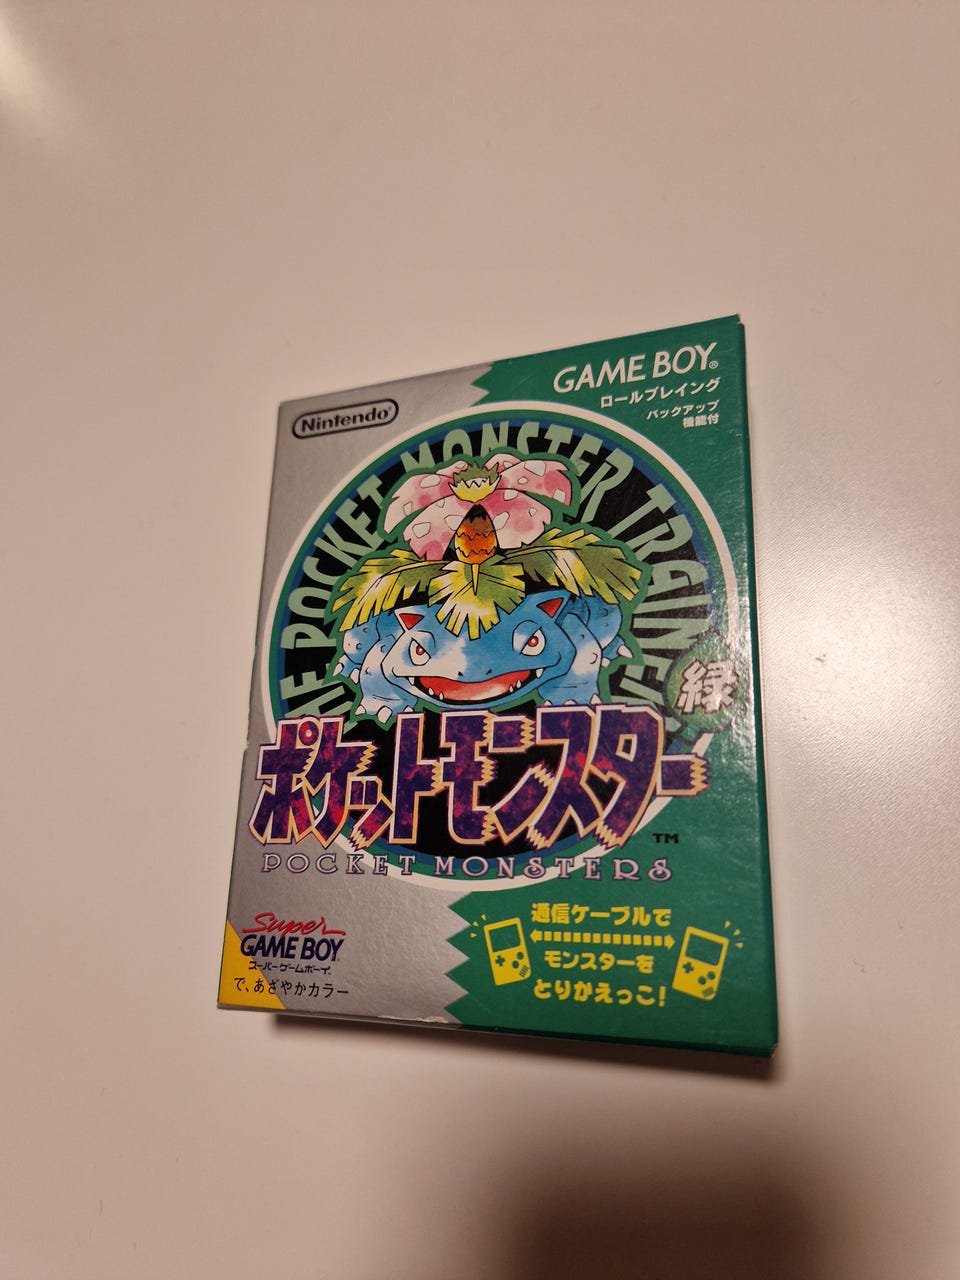 Nintendo®
GAME BOY®
ロールプレイング
バックアップ
機能付
THE POCKET MONSTER TRAINER
TM
緑
ポケットモンスター
TM
POCKET MONSTERS
Super
GAME BOY
スーパーゲームボーイ
で、あざやかカラー
通信ケーブルで
モンスターを
とりかえっこ!